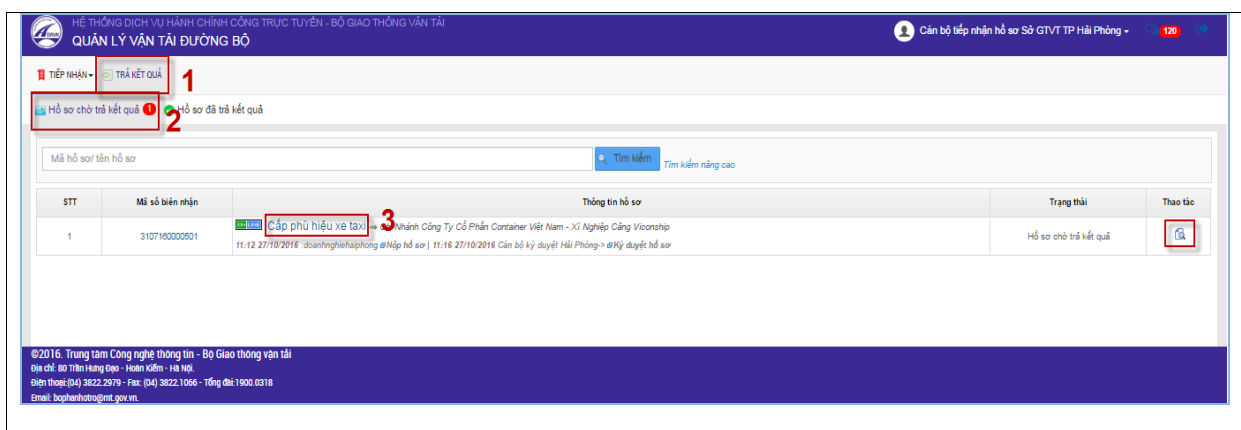 HỆ THỐNG DỊCH VỤ HÀNH CHÍNH CÔNG TRỰC TUYẾN - BỘ GIAO THÔNG VẬN TẢI
QUẢN LÝ VẬN TẢI ĐƯỜNG BỘ
Cán bộ tiếp nhận hồ sơ Sở GTVT TP Hải Phòng
120
TIẾP NHẬN
TRẢ KẾT QUẢ
1
Hồ sơ chờ trả kết quả 1
2
Hồ sơ đã trả kết quả
Mã hồ sơ/ tên hồ sơ
Tìm kiếm
Tìm kiếm nâng cao
STT Mã số biên nhận Thông tin hồ sơ Trạng thái Thao tác
1 3107160000501 Cấp phù hiệu xe taxi ⇒ Nhánh Công Ty Cổ Phần Container Việt Nam - Xí Nghiệp Cảng Viconship Hồ sơ chờ trả kết quả
3
11:12 27/10/2016 :doanhnghiephaiphong Nộp hồ sơ | 11:16 27/10/2016 Cán bộ ký duyệt Hải Phòng-> Ký duyệt hồ sơ
©2016. Trung tâm Công nghệ thông tin - Bộ Giao thông vận tải
Địa chỉ: 80 Trần Hưng Đạo - Hoàn Kiếm - Hà Nội.
Điện thoại:(04) 3822.2979 - Fax: (04) 3822.1066 - Tổng đài:1900.0318
Email: bophanhotro@mt.gov.vn.